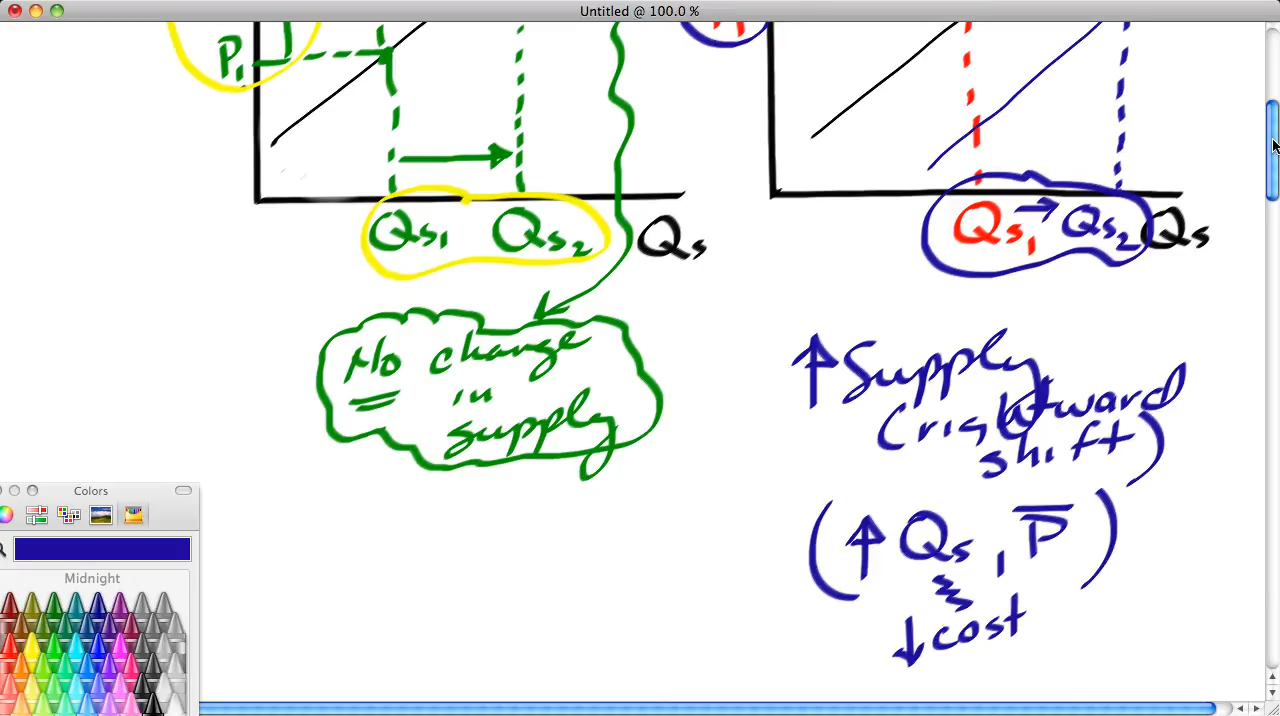 Untitled @ 100.0 %
P1
Qs1 Qs2 Qs
No change
in
supply
Qs1 → Qs2 Qs
↑ Supply
(rightward
shift)
(↑ Qs, P̅)
↓ cost
Colors
Midnight